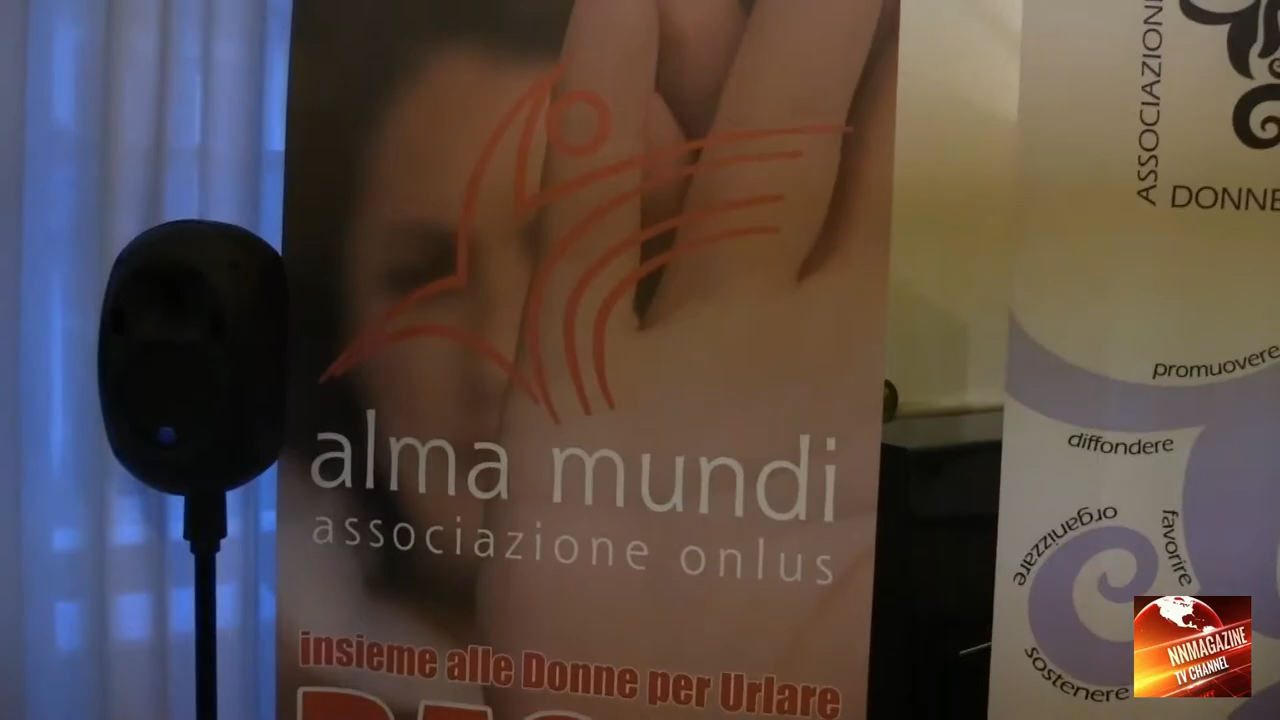 alma mundi
associazione onlus
insieme alle Donne per Urlare
ASSOCIAZIONE
DONNE
promuovere
diffondere
organizzare
favorire
sostenere
NNMAGAZINE
TV CHANNEL